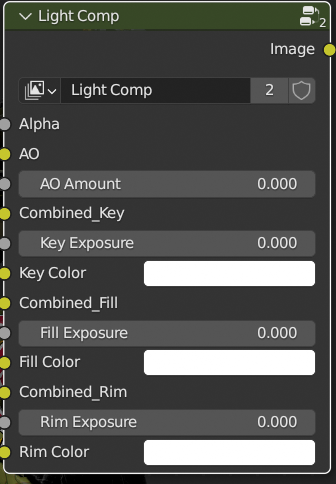 Light Comp 2
Image
Light Comp 2
Alpha
AO
AO Amount 0.000
Combined_Key
Key Exposure 0.000
Key Color
Combined_Fill
Fill Exposure 0.000
Fill Color
Combined_Rim
Rim Exposure 0.000
Rim Color